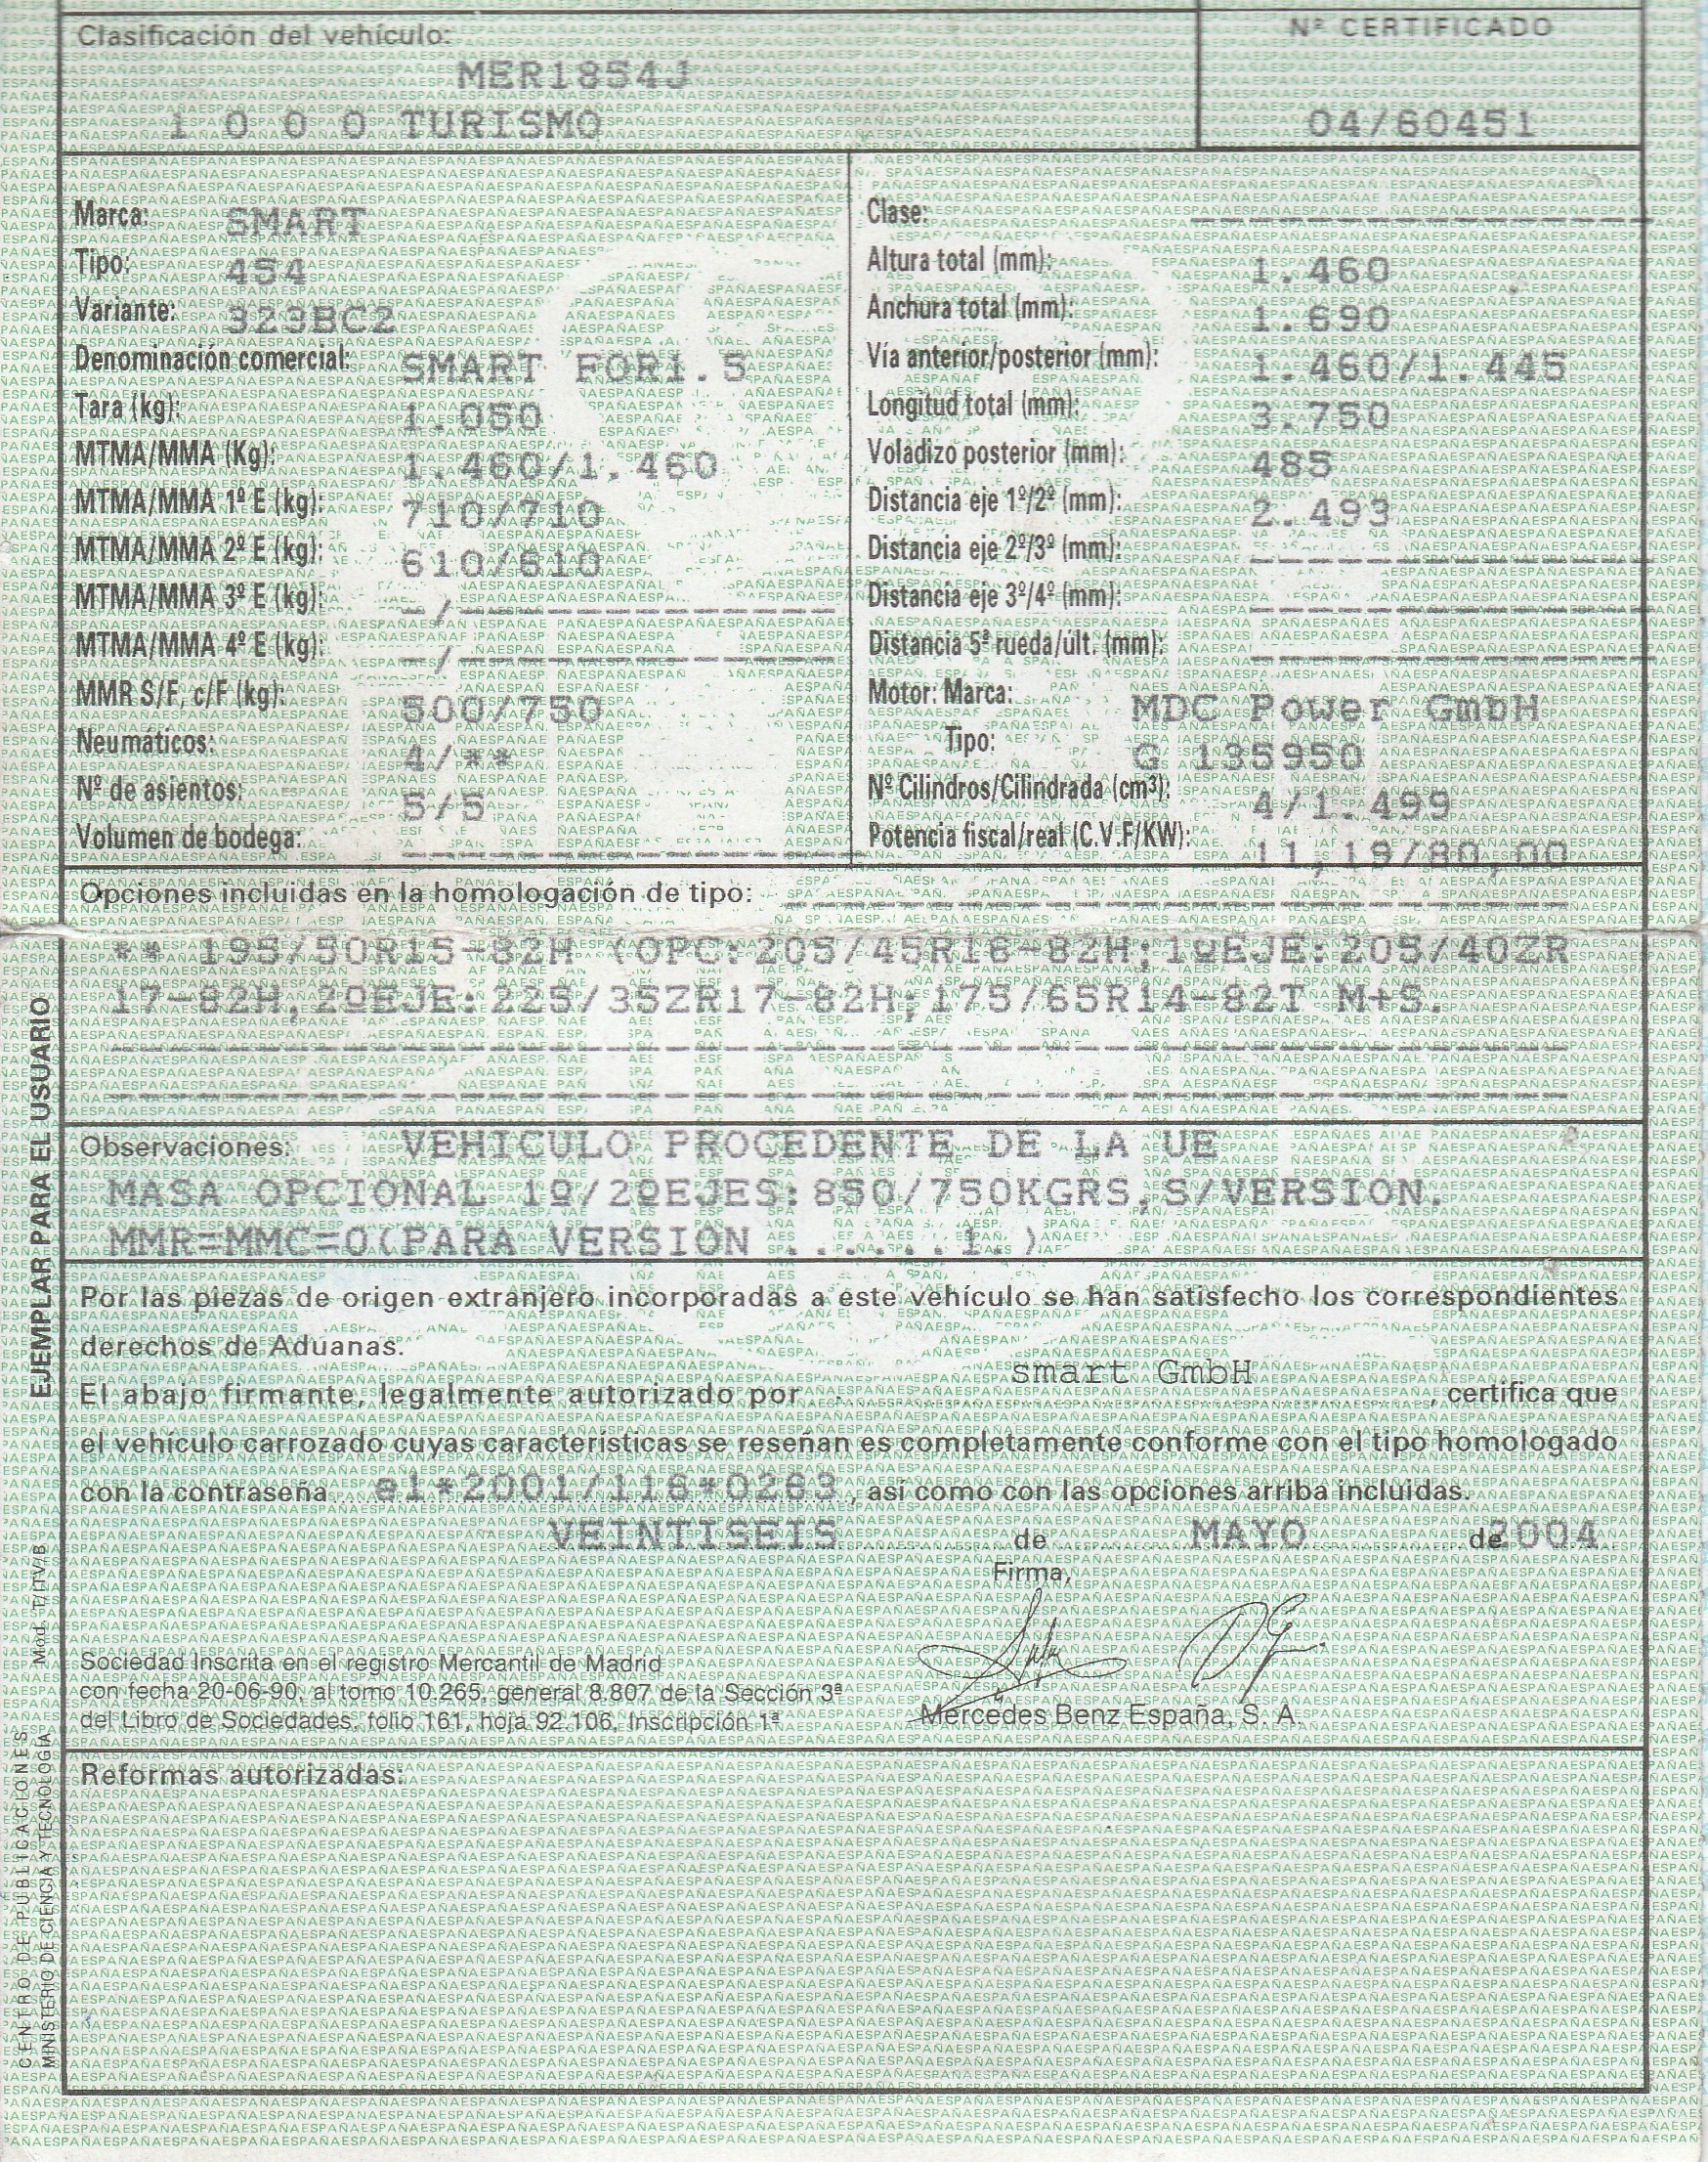 Clasificación del vehículo:
Nº CERTIFICADO
MER1854J
1 0 0 0 TURISMO
04/60451
Marca: SMART
Tipo: 454
Variante: 323BC2
Denominación comercial: SMART FOR1.5
Tara (kg): 1.050
MTMA/MMA (Kg): 1.460/1.460
MTMA/MMA 1º E (kg): 710/710
MTMA/MMA 2º E (kg): 610/610
MTMA/MMA 3º E (kg): -/--------------
MTMA/MMA 4º E (kg): -/--------------
MMR S/F, c/F (kg): 500/750
Neumáticos: 4/**
Nº de asientos: 5/5
Volumen de bodega: ----------------
Clase: ----------------
Altura total (mm): 1.460
Anchura total (mm): 1.690
Vía anterior/posterior (mm): 1.460/1.445
Longitud total (mm): 3.750
Voladizo posterior (mm): 485
Distancia eje 1º/2º (mm): 2.493
Distancia eje 2º/3º (mm): --------------
Distancia eje 3º/4º (mm): --------------
Distancia 5ª rueda/últ. (mm): --------------
Motor: Marca: MDC Power GmbH
Tipo: G 135950
Nº Cilindros/Cilindrada (cm³): 4/1.499
Potencia fiscal/real (C.V.F/KW): 11,19/80,00
Opciones incluidas en la homologación de tipo: ------------------------
** 195/50R15-82H (OPC:205/45R16-82H;1ºEJE:205/40ZR
17-82H,2ºEJE:225/35ZR17-82H;175/65R14-82T M+S.
Observaciones: VEHICULO PROCEDENTE DE LA UE
MASA OPCIONAL 1º/2ºEJES:850/750KGRS,S/VERSION.
MMR=MMC=0(PARA VERSION ......1.)
Por las piezas de origen extranjero incorporadas a este vehículo se han satisfecho los correspondientes
derechos de Aduanas.
El abajo firmante, legalmente autorizado por smart GmbH, certifica que
el vehículo carrozado cuyas características se reseñan es completamente conforme con el tipo homologado
con la contraseña e1*2001/116*0263, así como con las opciones arriba incluidas.
VEINTISEIS de MAYO de 2004
Firma,
Sociedad Inscrita en el registro Mercantil de Madrid
con fecha 20-06-90, al tomo 10.265, general 8.807 de la Sección 3ª
del Libro de Sociedades, folio 161, hoja 92.106, Inscripción 1ª
Mercedes Benz España, S. A.
Reformas autorizadas:
EJEMPLAR PARA EL USUARIO
Mod. T/ITV/B
CENTRO DE PUBLICACIONES
MINISTERIO DE CIENCIA Y TECNOLOGÍA